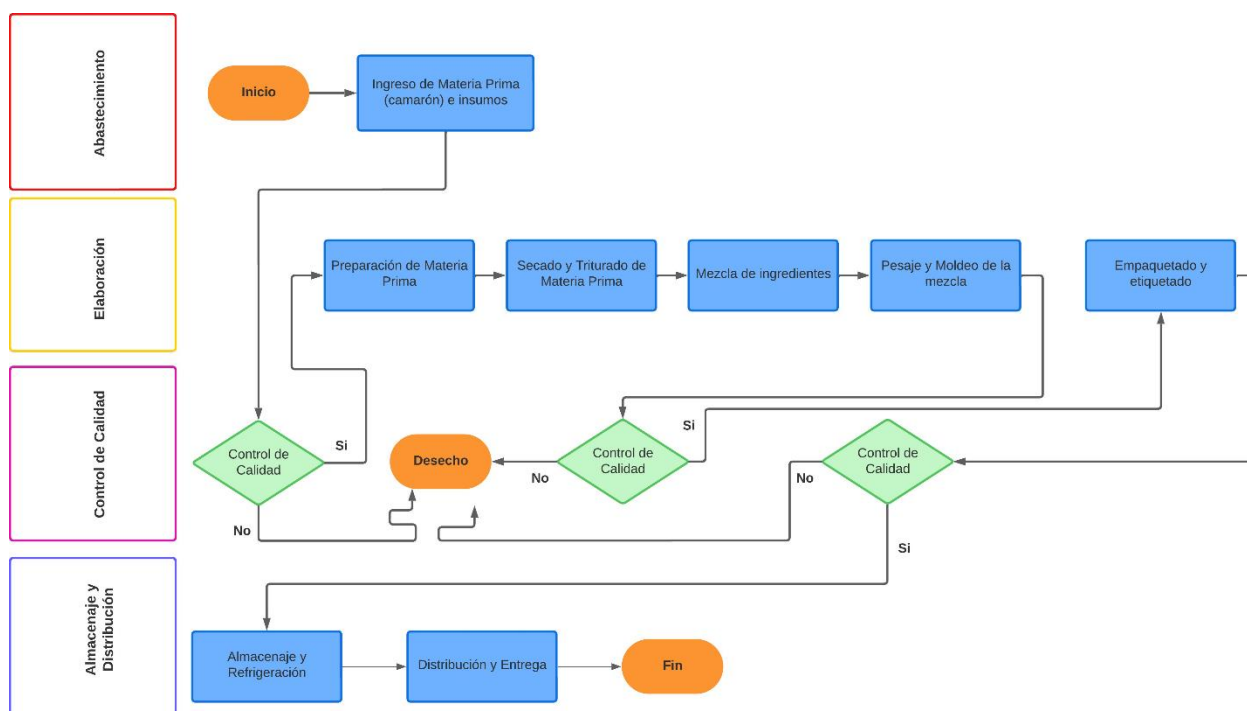 Abastecimiento
Inicio
Ingreso de Materia Prima
(camarón) e insumos
Elaboración
Preparación de Materia
Prima
Secado y Triturado de
Materia Prima
Mezcla de ingredientes
Pesaje y Moldeo de la
mezcla
Empaquetado y
etiquetado
Control de Calidad
Control de
Calidad
Si
No
Desecho
Control de
Calidad
Si
No
Control de
Calidad
No
Si
Almacenaje y
Distribución
Almacenaje y
Refrigeración
Distribución y Entrega
Fin